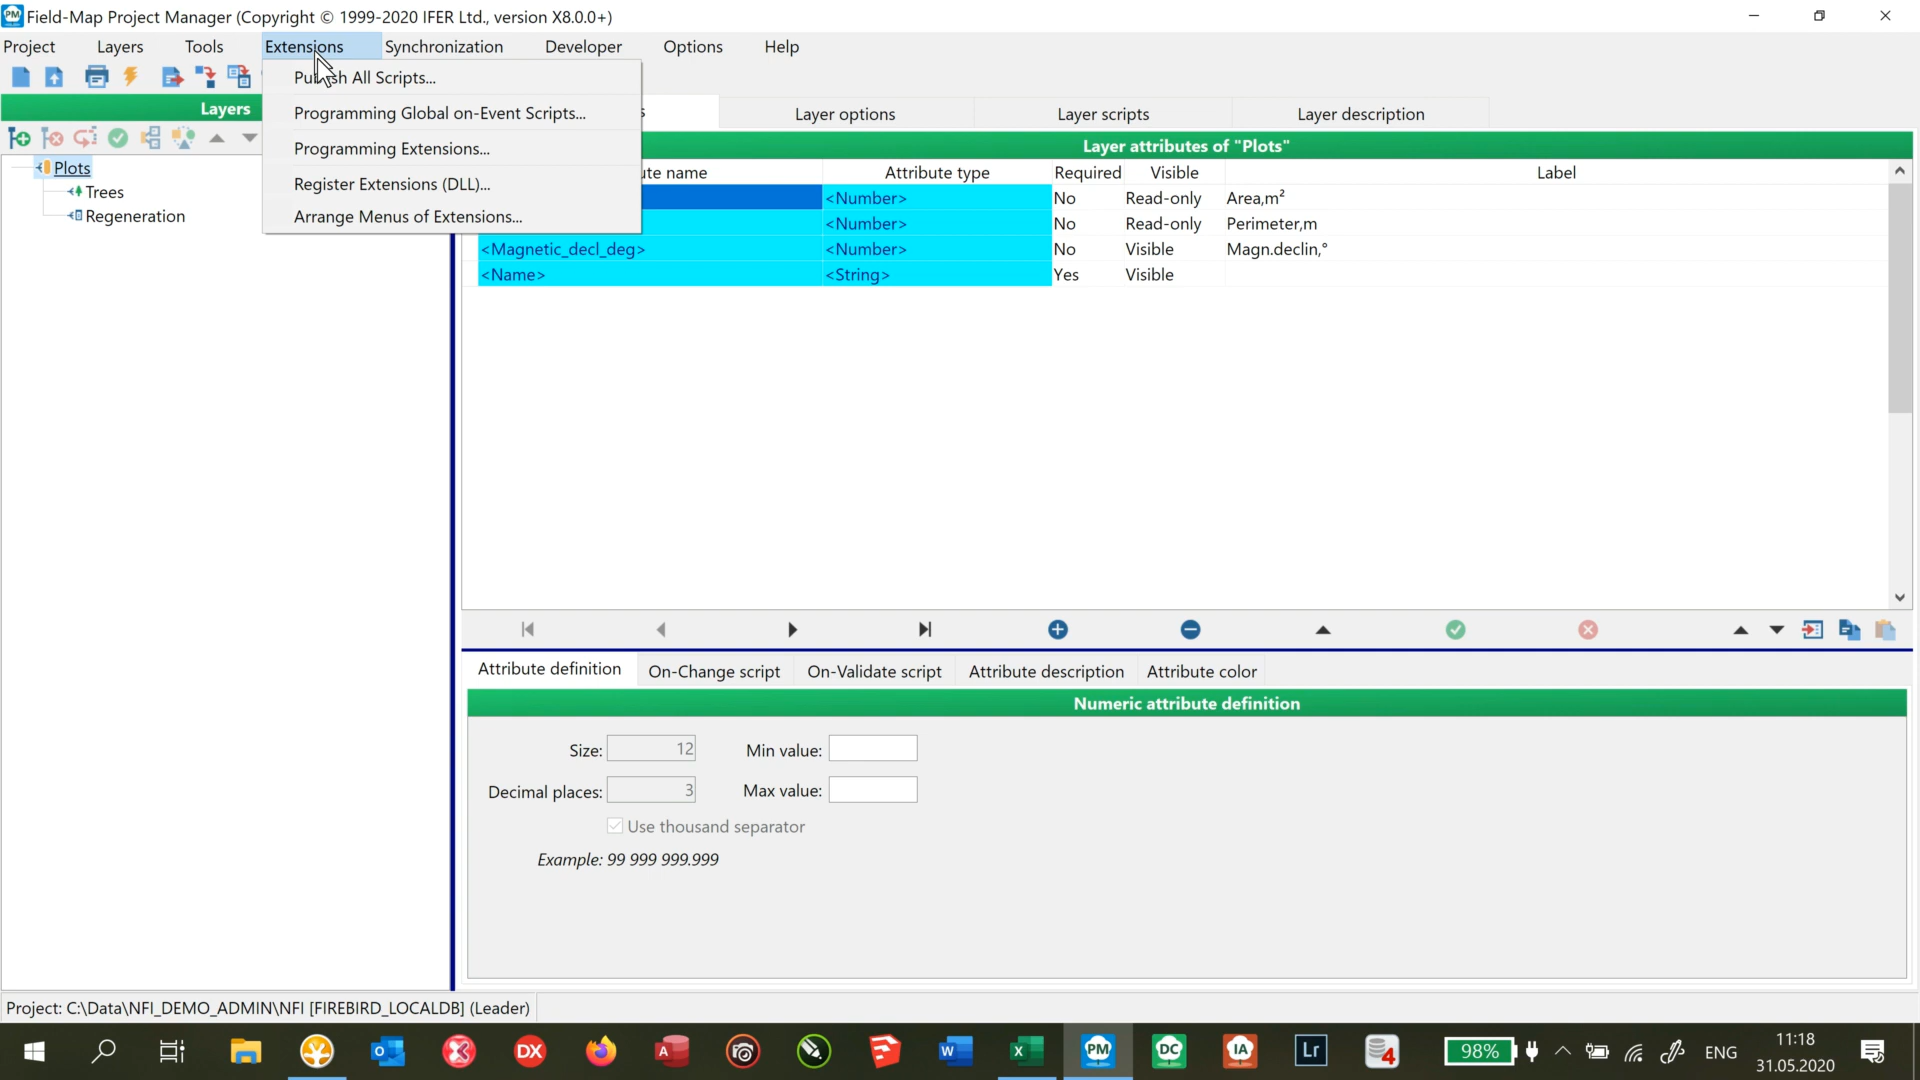 Field-Map Project Manager (Copyright © 1999-2020 IFER Ltd., version X8.0.0+)
Project Layers Tools Extensions Synchronization Developer Options Help
Publish All Scripts...
Programming Global on-Event Scripts...
Programming Extensions...
Register Extensions (DLL)...
Arrange Menus of Extensions...
Layers
Plots
Trees
Regeneration
Layer options Layer scripts Layer description
Layer attributes of "Plots"
ute name Attribute type Required Visible Label
<Number> No Read-only Area,m²
<Number> No Read-only Perimeter,m
<Magnetic_decl_deg> <Number> No Visible Magn.declin,°
<Name> <String> Yes Visible
Attribute definition On-Change script On-Validate script Attribute description Attribute color
Numeric attribute definition
Size: 12 Min value:
Decimal places: 3 Max value:
Use thousand separator
Example: 99 999 999.999
Project: C:\Data\NFI_DEMO_ADMIN\NFI [FIREBIRD_LOCALDB] (Leader)
DX A W X PM DC IA Lr 4 98% ENG
11:18
31.05.2020